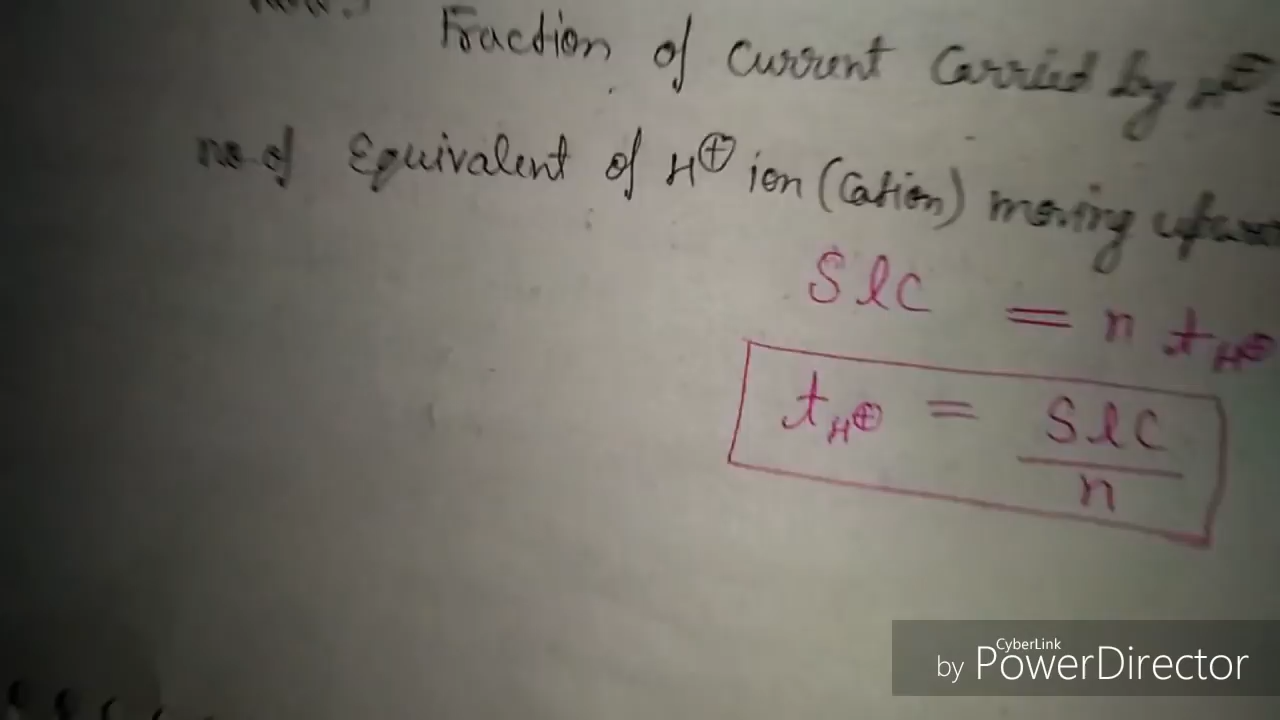 Fraction of Current Carried by H⊕ =
no. of Equivalent of H⊕ ion (Cation) moving
SlC = n tH⊕
tH⊕ = SlC / n
by CyberLink PowerDirector